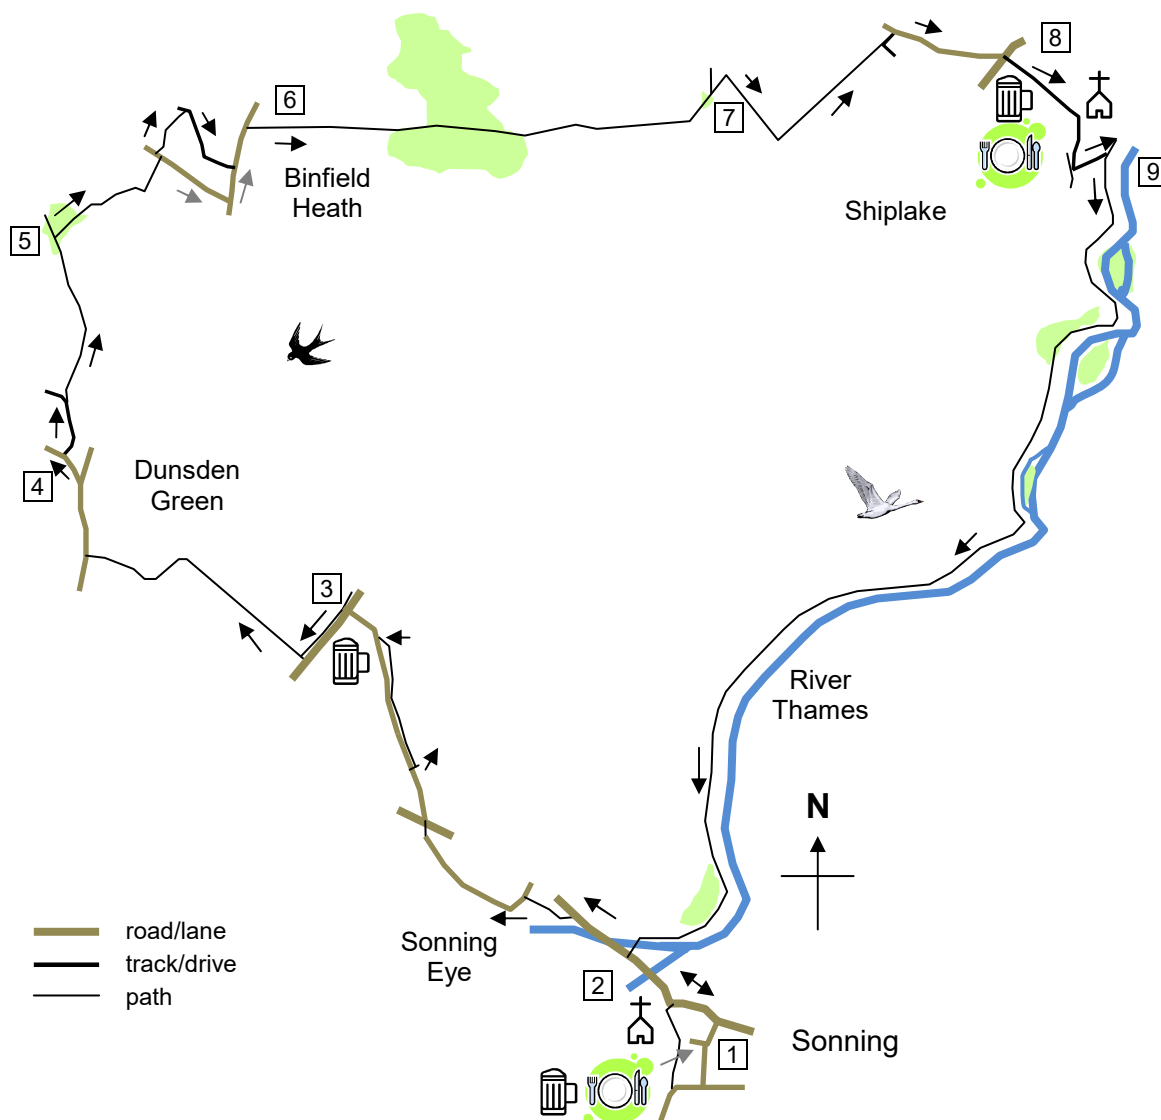 8
6
7
9
Binfield
Heath
Shiplake
5
Dunsden
Green
4
3
River
Thames
N
road/lane
track/drive
path
Sonning
Eye
2
Sonning
1